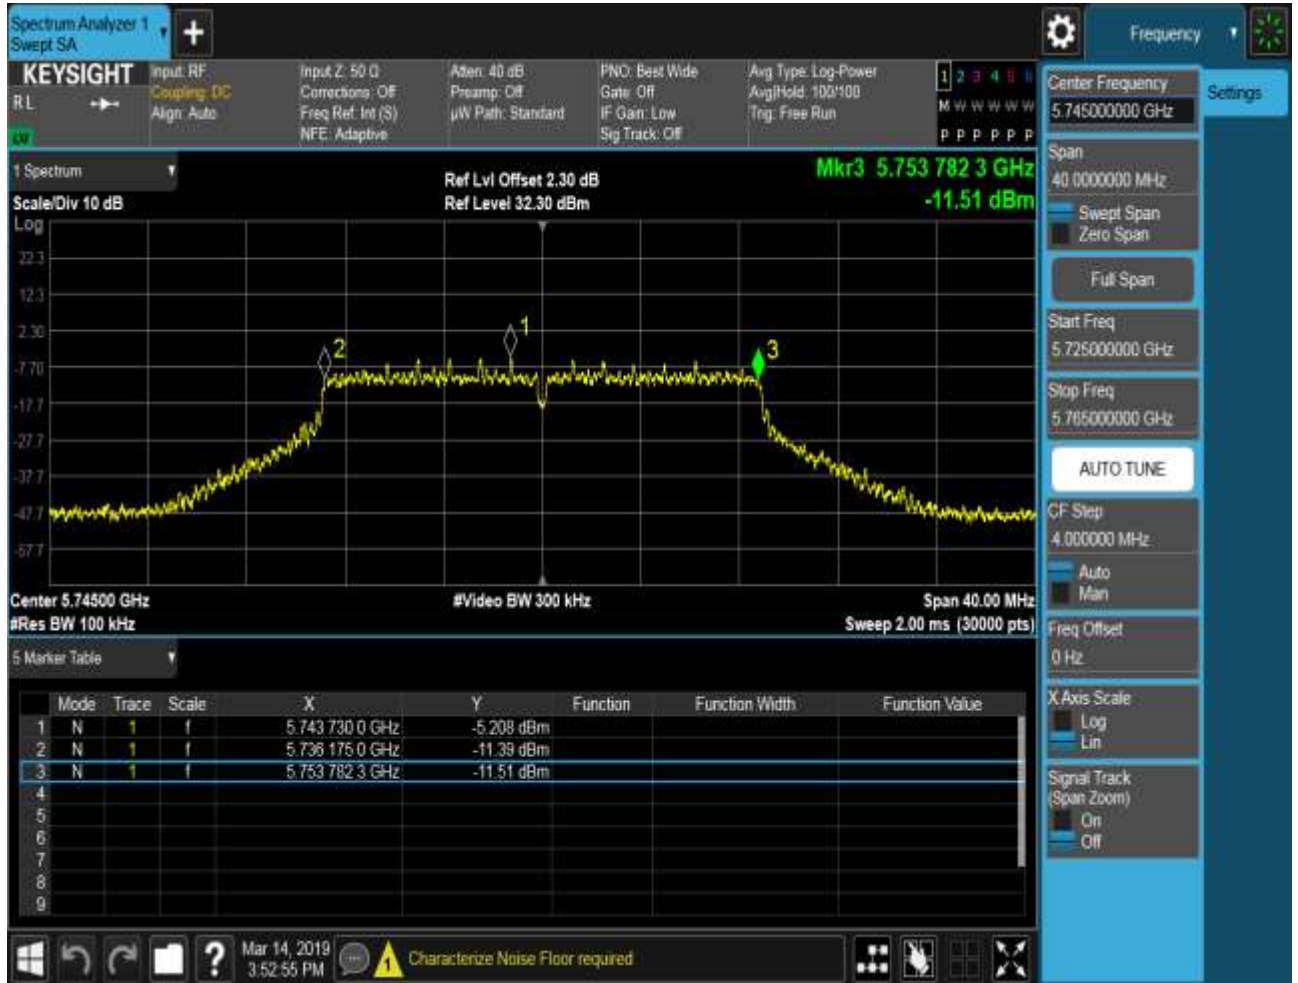 Spectrum Analyzer 1
Swept SA
+
Frequency
KEYSIGHT
R L
Input: RF
Coupling: DC
Align: Auto
Input Z: 50 Ω
Corrections: Off
Freq Ref: Int (S)
NFE: Adaptive
Atten: 40 dB
Preamp: Off
µW Path: Standard
PNO: Best Wide
Gate: Off
IF Gain: Low
Sig Track: Off
Avg Type: Log-Power
Avg|Hold: 100/100
Trig: Free Run
1 2 3 4 5 6
M W W W W W
P P P P P P
1 Spectrum
Scale/Div 10 dB
Ref Lvl Offset 2.30 dB
Ref Level 32.30 dBm
Mkr3 5.753 782 3 GHz
-11.51 dBm
Log
22.3
12.3
2.30
-7.70
-17.7
-27.7
-37.7
-47.7
-57.7
1
2
3
Center 5.74500 GHz
#Video BW 300 kHz
Span 40.00 MHz
#Res BW 100 kHz
Sweep 2.00 ms (30000 pts)
5 Marker Table
Mode Trace Scale X Y Function Function Width Function Value
1 N 1 f 5.743 730 0 GHz -5.208 dBm
2 N 1 f 5.736 175 0 GHz -11.39 dBm
3 N 1 f 5.753 782 3 GHz -11.51 dBm
4
5
6
7
8
9
Mar 14, 2019
3:52:55 PM
?
1
Characterize Noise Floor required
Center Frequency
5.745000000 GHz
Settings
Span
40.0000000 MHz
Swept Span
Zero Span
Full Span
Start Freq
5.725000000 GHz
Stop Freq
5.765000000 GHz
AUTO TUNE
CF Step
4.000000 MHz
Auto
Man
Freq Offset
0 Hz
X Axis Scale
Log
Lin
Signal Track
(Span Zoom)
On
Off